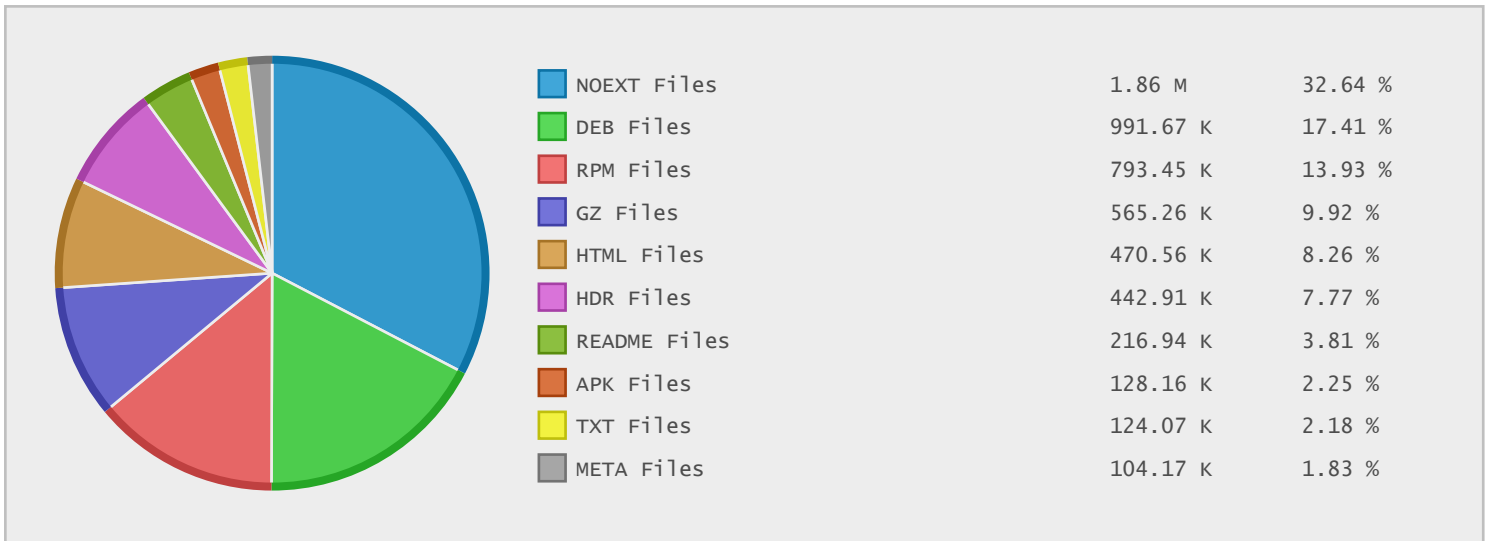 NOEXT Files 1.86 M 32.64 %
DEB Files 991.67 K 17.41 %
RPM Files 793.45 K 13.93 %
GZ Files 565.26 K 9.92 %
HTML Files 470.56 K 8.26 %
HDR Files 442.91 K 7.77 %
README Files 216.94 K 3.81 %
APK Files 128.16 K 2.25 %
TXT Files 124.07 K 2.18 %
META Files 104.17 K 1.83 %